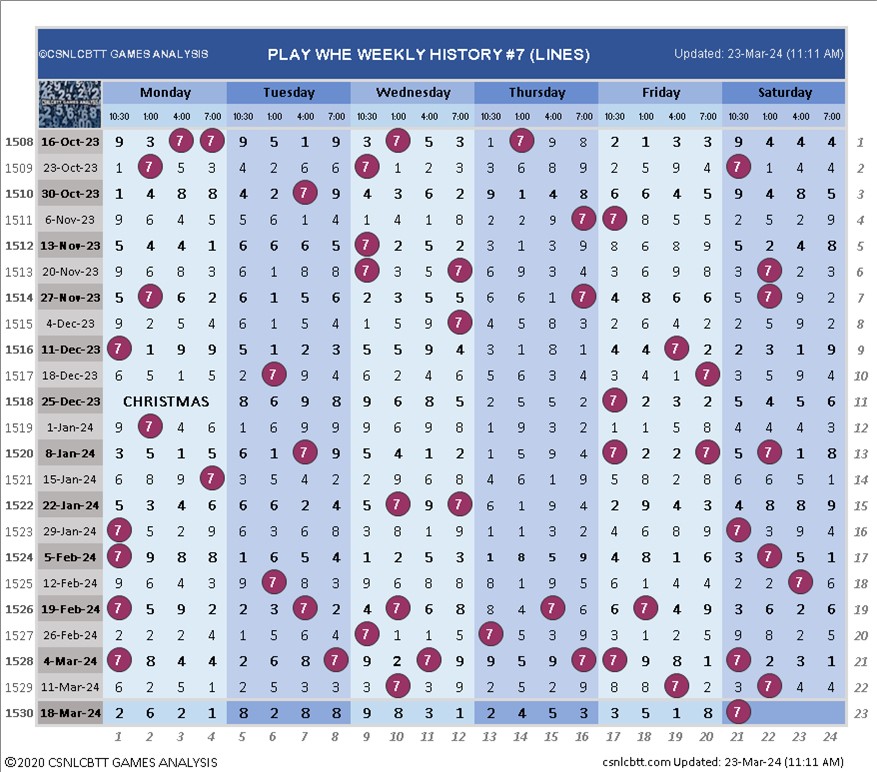 ©CSNLCBTT GAMES ANALYSIS PLAY WHE WEEKLY HISTORY #7 (LINES) Updated: 23-Mar-24 (11:11 AM)
Monday Tuesday Wednesday Thursday Friday Saturday
10:30 1:00 4:00 7:00 10:30 1:00 4:00 7:00 10:30 1:00 4:00 7:00 10:30 1:00 4:00 7:00 10:30 1:00 4:00 7:00 10:30 1:00 4:00 7:00
1508 16-Oct-23 9 3 7 7 9 5 1 9 3 7 5 3 1 7 9 8 2 1 3 3 9 4 4 4 1
1509 23-Oct-23 1 7 5 3 4 2 6 6 7 1 2 3 3 6 8 9 2 5 9 4 7 1 4 4 2
1510 30-Oct-23 1 4 8 8 4 2 7 9 4 3 6 2 9 1 4 8 6 6 4 5 9 4 8 5 3
1511 6-Nov-23 9 6 4 5 5 6 1 4 1 4 1 8 2 2 9 7 7 8 5 5 2 5 2 9 4
1512 13-Nov-23 5 4 4 1 6 6 6 5 7 2 5 2 3 1 3 9 8 6 8 9 5 2 4 8 5
1513 20-Nov-23 9 6 8 3 6 1 8 8 7 3 5 7 6 9 3 4 3 6 9 8 3 7 2 3 6
1514 27-Nov-23 5 7 6 2 6 1 5 6 2 3 5 5 6 6 1 7 4 8 6 6 5 7 9 2 7
1515 4-Dec-23 9 2 5 4 6 1 5 4 1 5 9 7 4 5 8 3 2 6 4 2 2 5 9 2 8
1516 11-Dec-23 7 1 9 9 5 1 2 3 5 5 9 4 3 1 8 1 4 4 7 2 2 3 1 9 9
1517 18-Dec-23 6 5 1 5 2 7 9 4 6 2 4 6 5 6 3 4 3 4 1 7 3 5 9 4 10
1518 25-Dec-23 CHRISTMAS 8 6 9 8 9 6 8 5 2 5 5 2 7 2 3 2 5 4 5 6 11
1519 1-Jan-24 9 7 4 6 1 6 9 9 9 6 9 8 1 9 3 2 1 1 5 8 4 4 4 3 12
1520 8-Jan-24 3 5 1 5 6 1 7 9 5 4 1 2 1 5 9 4 7 2 2 7 5 7 1 8 13
1521 15-Jan-24 6 8 9 7 3 5 4 2 2 9 6 8 4 6 1 9 5 8 2 8 6 6 5 1 14
1522 22-Jan-24 5 3 4 6 6 6 2 4 5 7 9 7 1 5 9 4 2 9 4 3 4 8 8 9 15
1523 29-Jan-24 7 5 2 9 6 3 6 8 3 8 1 9 1 1 3 2 4 6 8 9 7 3 9 4 16
1524 5-Feb-24 7 9 8 8 1 6 5 4 1 2 5 3 1 8 5 9 4 8 1 6 3 7 5 1 17
1525 12-Feb-24 9 6 4 3 9 7 8 3 9 6 8 8 8 1 9 5 6 1 4 4 2 2 7 6 18
1526 19-Feb-24 7 5 9 2 2 3 7 2 4 7 6 8 8 4 7 6 6 7 4 9 3 6 2 6 19
1527 26-Feb-24 2 2 2 4 1 5 6 4 7 1 1 5 7 5 3 9 3 1 2 5 9 8 2 5 20
1528 4-Mar-24 7 8 4 4 2 6 8 7 9 2 7 9 9 5 9 7 7 9 8 1 7 2 3 1 21
1529 11-Mar-24 6 2 5 1 2 5 3 3 3 7 3 9 2 5 2 9 8 8 7 2 3 7 4 4 22
1530 18-Mar-24 2 6 2 1 8 2 8 8 9 8 3 1 2 4 5 3 3 5 1 8 7 23
1 2 3 4 5 6 7 8 9 10 11 12 13 14 15 16 17 18 19 20 21 22 23 24
©2020 CSNLCBTT GAMES ANALYSIS csnlcbtt.com Updated: 23-Mar-24 (11:11 AM)